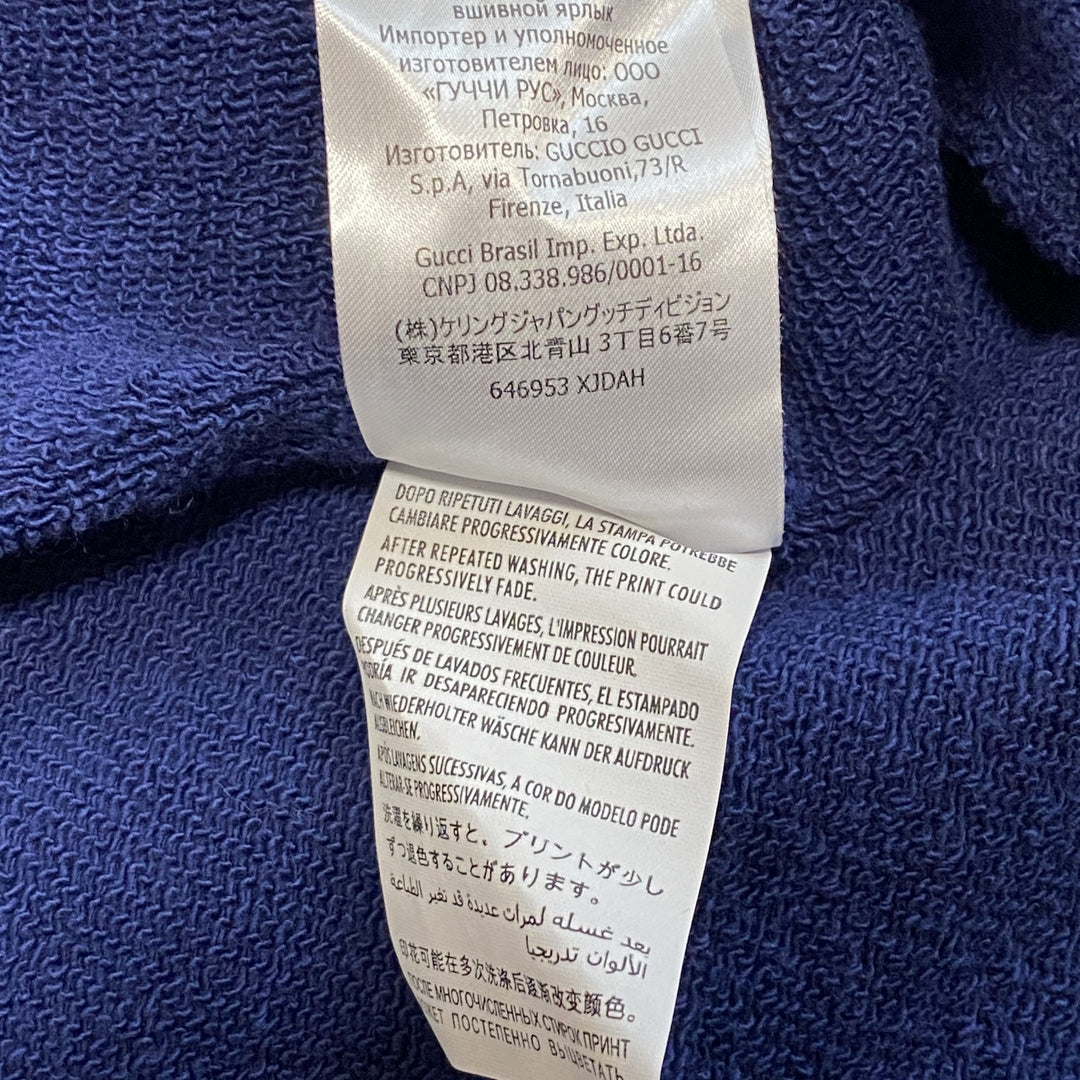 вшивной ярлык
Импортер и уполномоченное
изготовителем лицо: ООО
«ГУЧЧИ РУС», Москва,
Петровка, 16
Изготовитель: GUCCIO GUCCI
S.p.A, via Tornabuoni,73/R
Firenze, Italia
Gucci Brasil Imp. Exp. Ltda.
CNPJ 08.338.986/0001-16
(株)ケリングジャパングッチディビジョン
東京都港区北青山 3丁目6番7号
646953 XJDAH
DOPO RIPETUTI LAVAGGI, LA STAMPA POTREBBE
CAMBIARE PROGRESSIVAMENTE COLORE.
AFTER REPEATED WASHING, THE PRINT COULD
PROGRESSIVELY FADE.
APRÈS PLUSIEURS LAVAGES, L'IMPRESSION POURRAIT
CHANGER PROGRESSIVEMENT DE COULEUR.
DESPUÉS DE LAVADOS FRECUENTES, EL ESTAMPADO
PODRÍA IR DESAPARECIENDO PROGRESIVAMENTE.
NACH WIEDERHOLTER WÄSCHE KANN DER AUFDRUCK
AUSBLEICHEN.
APÓS LAVAGENS SUCESSIVAS, A COR DO MODELO PODE
ALTERAR-SE PROGRESSIVAMENTE.
洗濯を繰り返すと、プリントが少し
ずつ退色することがあります。
بعد غسله لمرات عديدة قد تغير الطباعة
الألوان تدريجيا
印花可能在多次洗涤后逐渐改变颜色。
ПОСЛЕ МНОГОЧИСЛЕННЫХ СТИРОК ПРИНТ
МОЖЕТ ПОСТЕПЕННО ВЫЦВЕТАТЬ